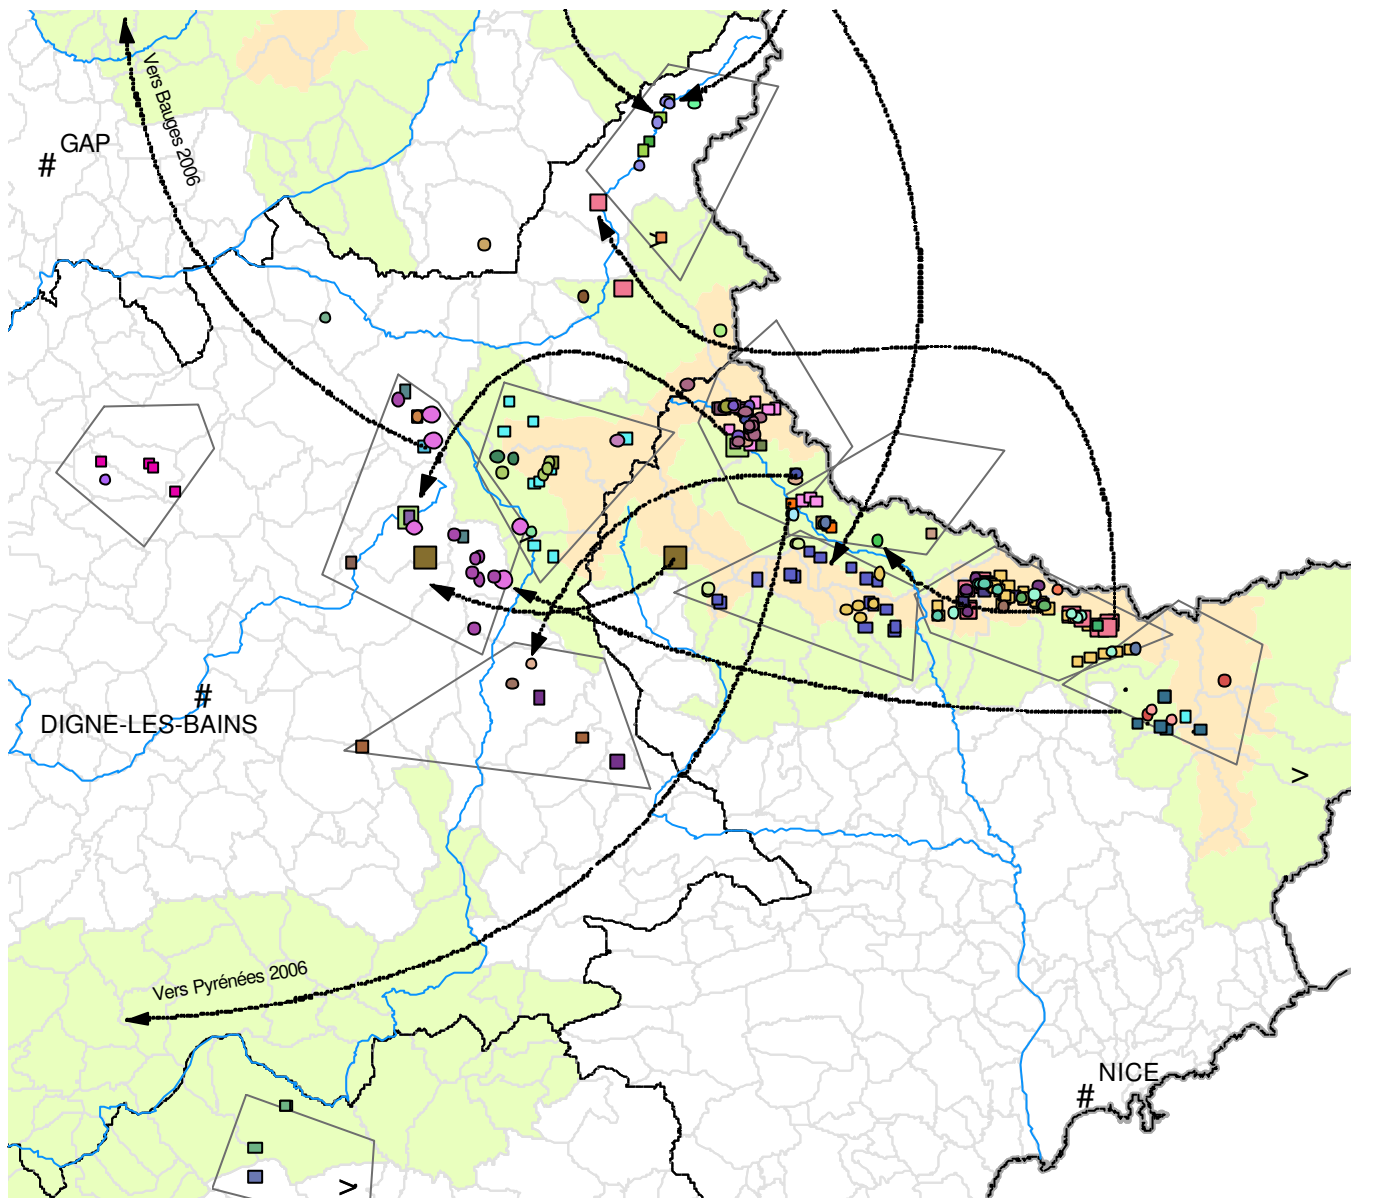 Vers Bauges 2006
GAP
#
#
DIGNE-LES-BAINS
>
Vers Pyrénées 2006
NICE
#
>